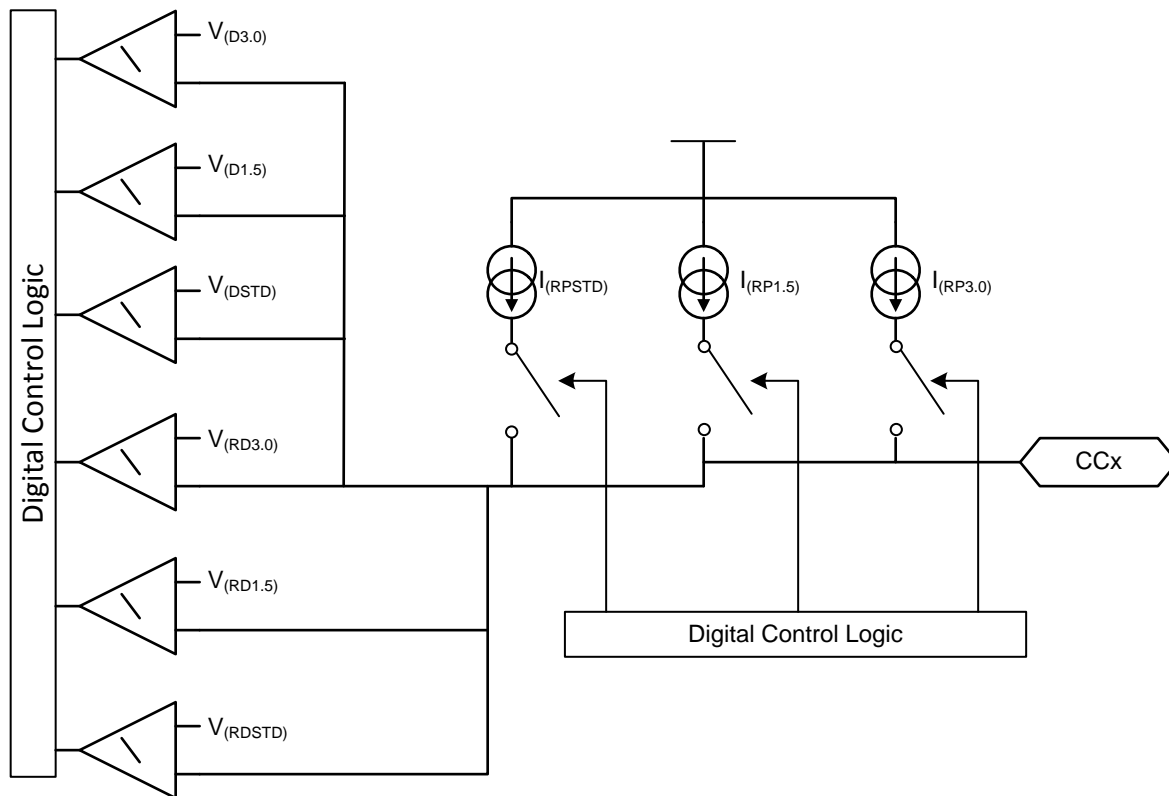 V(D3.0)
V(D1.5)
V(DSTD)
V(RD3.0)
V(RD1.5)
V(RDSTD)
Digital Control Logic
I(RPSTD)
I(RP1.5)
I(RP3.0)
CCx
Digital Control Logic